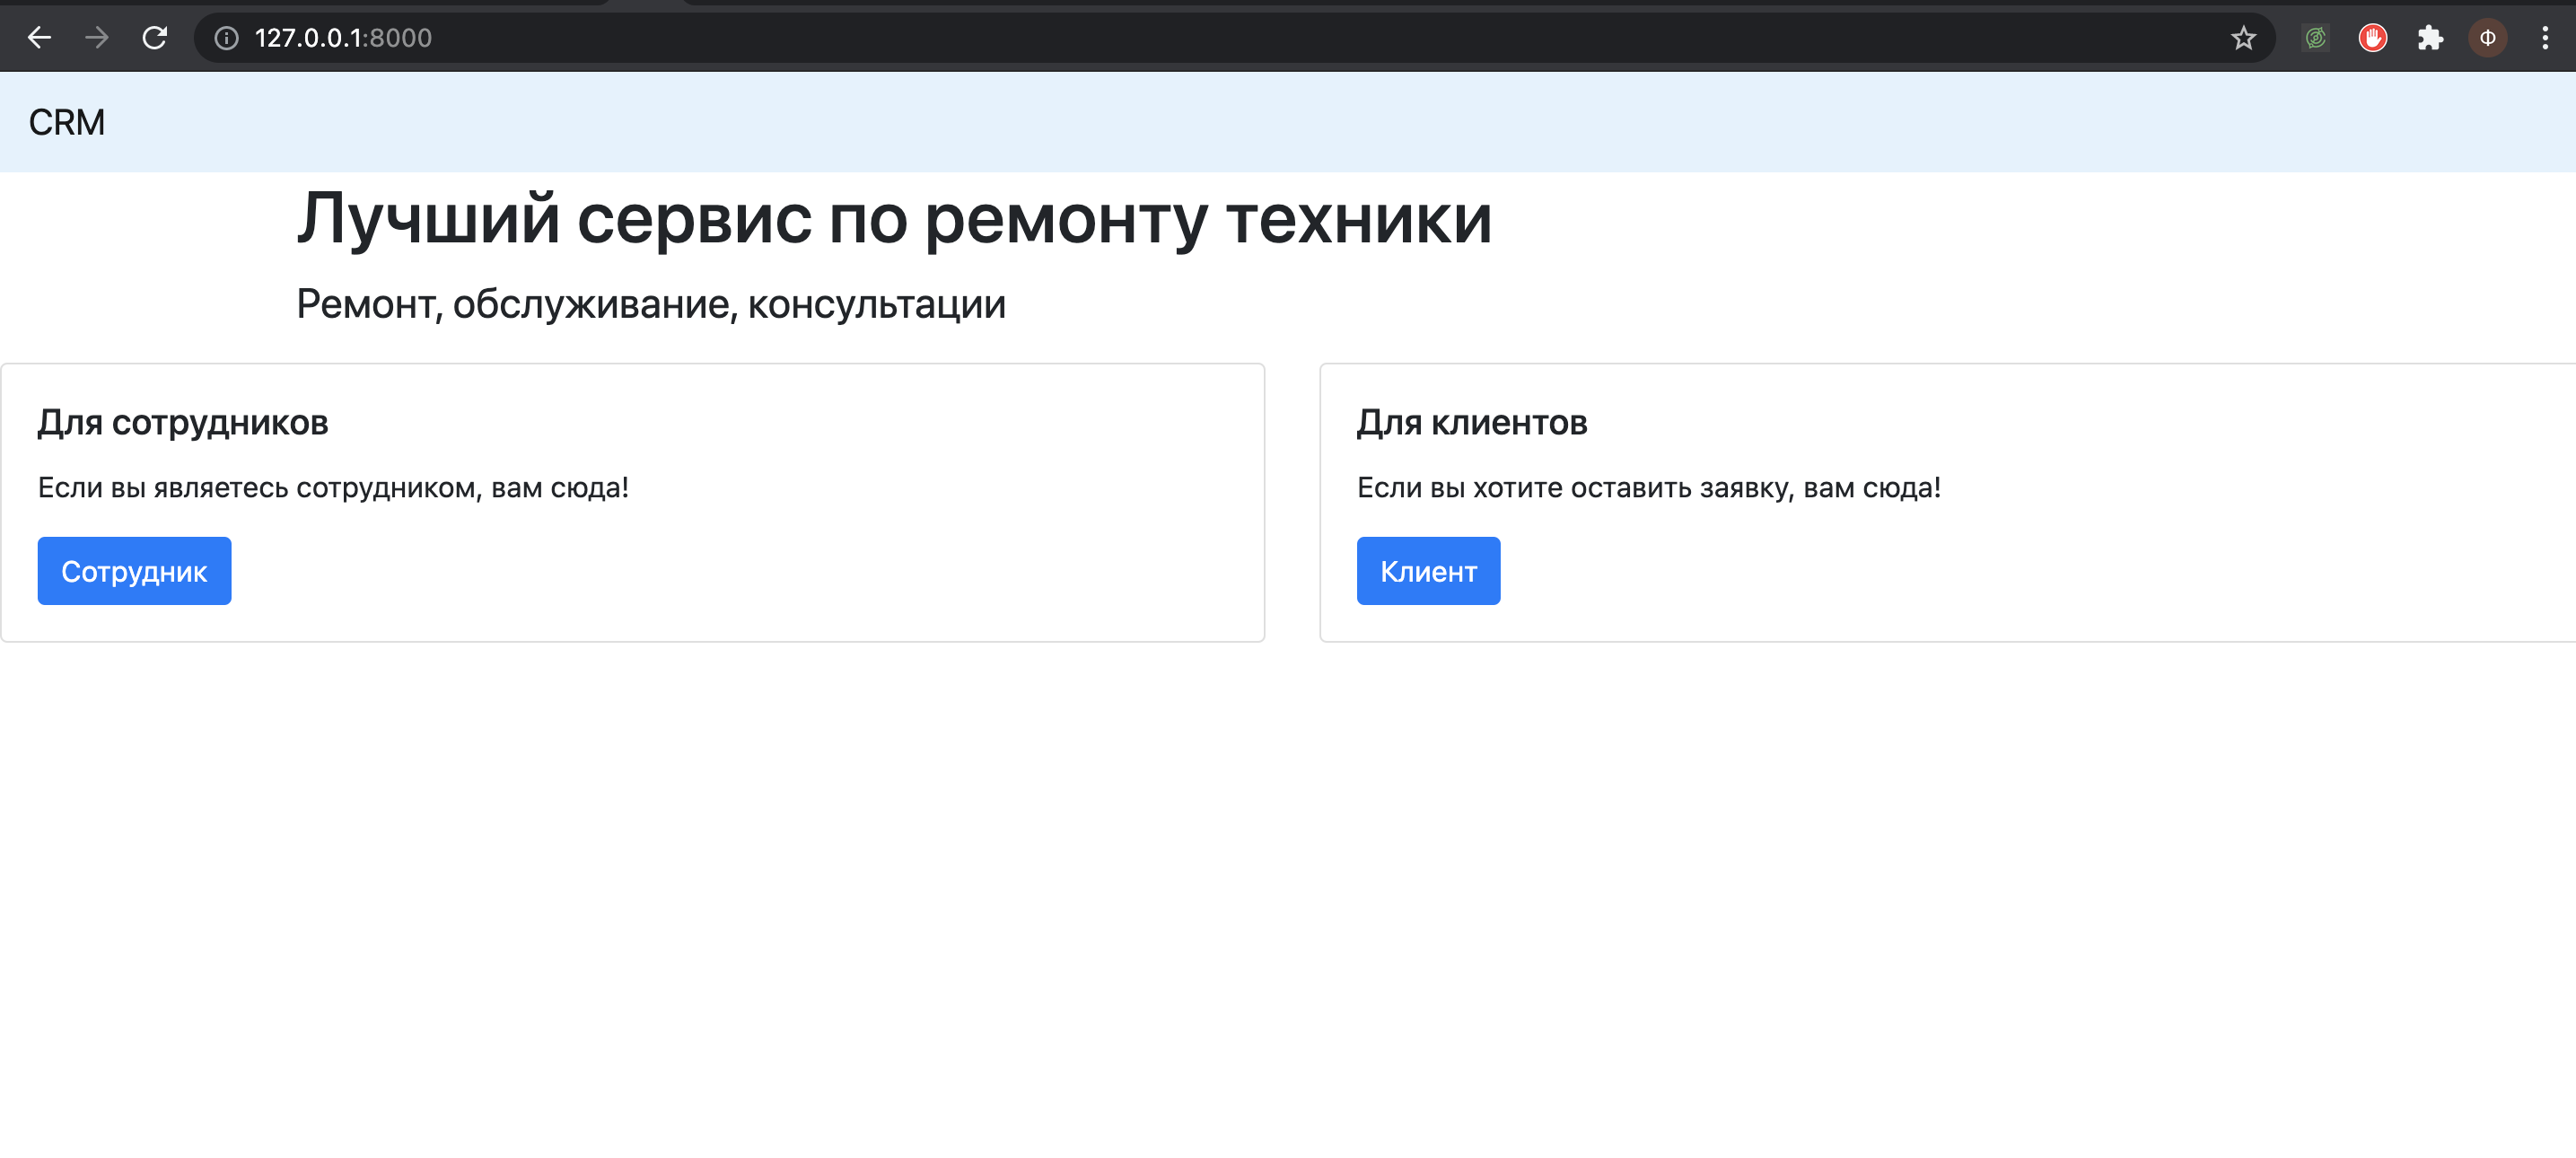 127.0.0.1:8000
Ф
CRM
Лучший сервис по ремонту техники
Ремонт, обслуживание, консультации
Для сотрудников
Если вы являетесь сотрудником, вам сюда!
Сотрудник
Для клиентов
Если вы хотите оставить заявку, вам сюда!
Клиент